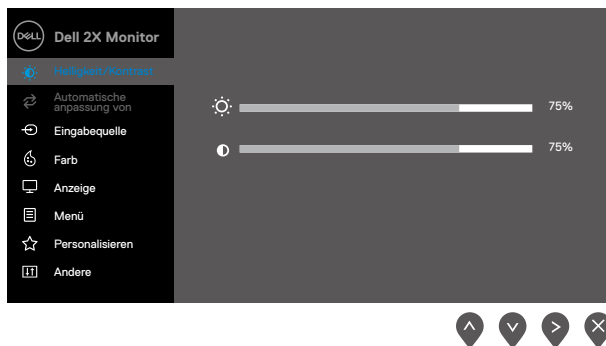 DELL
Dell 2X Monitor
Helligkeit/Kontrast
Automatische
anpassung von
Eingabequelle
Farb
Anzeige
Menü
Personalisieren
Andere
75%
75%